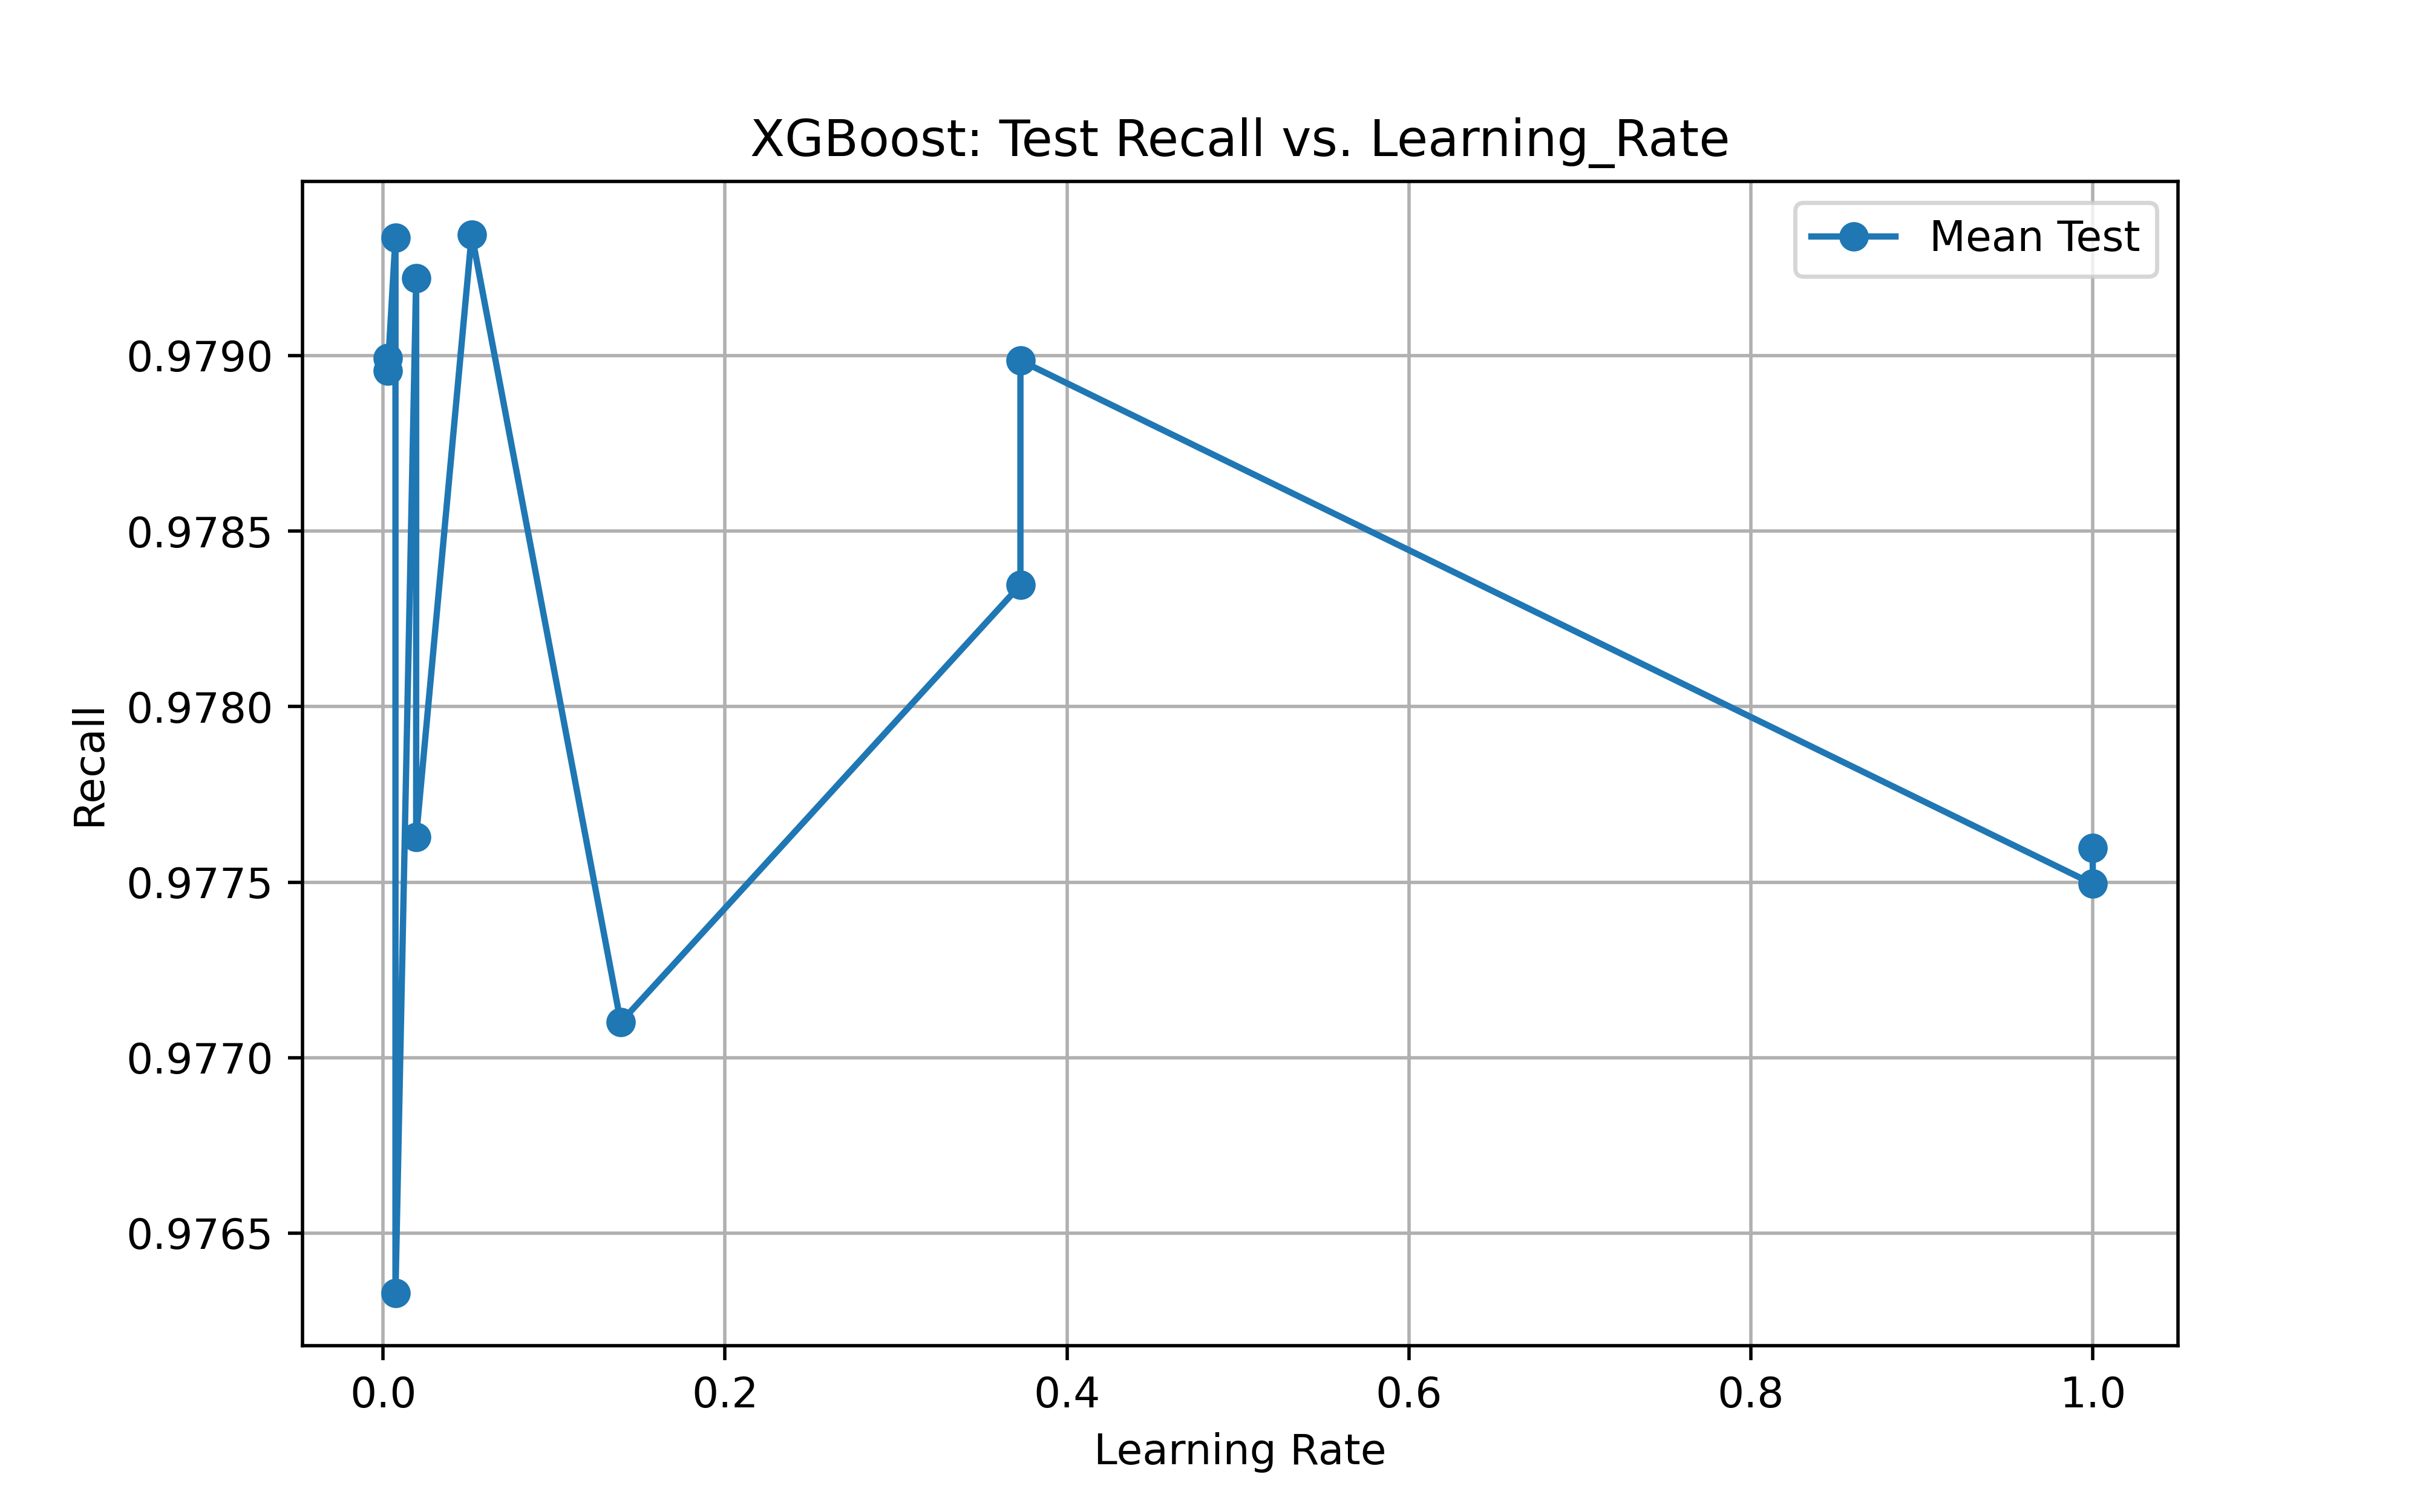 XGBoost: Test Recall vs. Learning_Rate
Mean Test
0.9790
0.9785
0.9780
0.9775
0.9770
0.9765
Recall
0.0 0.2 0.4 0.6 0.8 1.0
Learning Rate